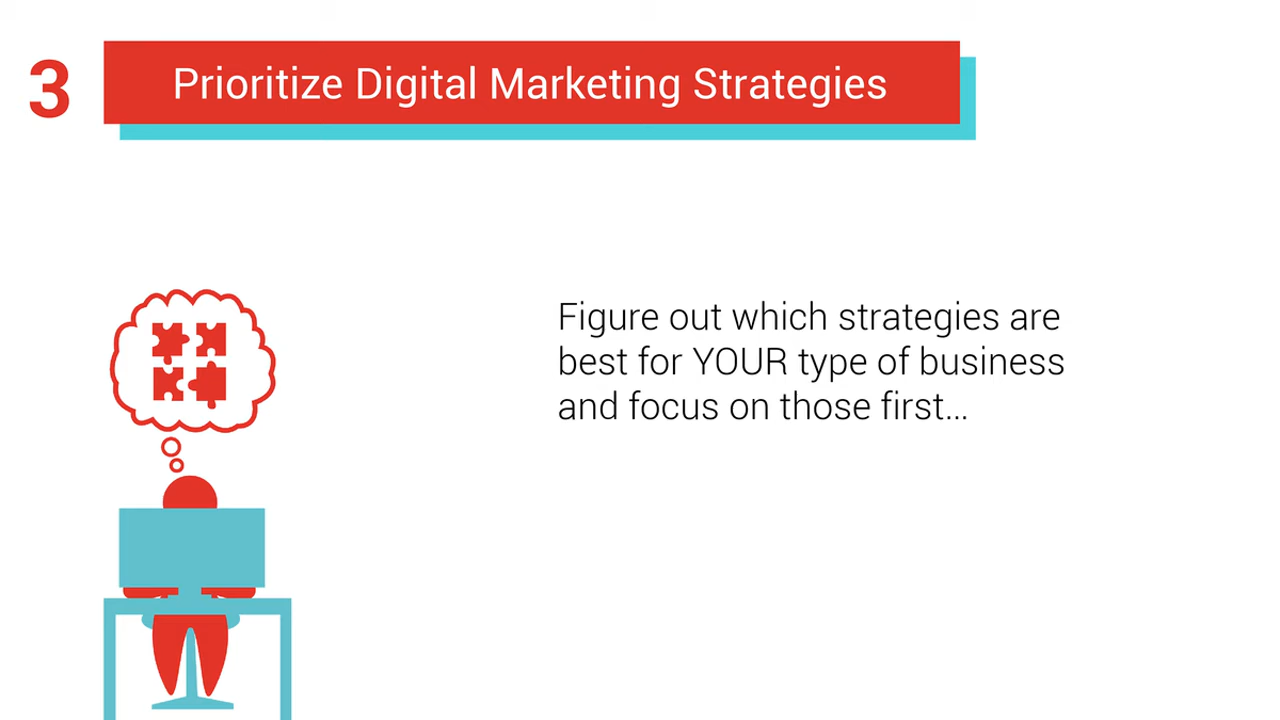 3
Prioritize Digital Marketing Strategies
Figure out which strategies are
best for YOUR type of business
and focus on those first...